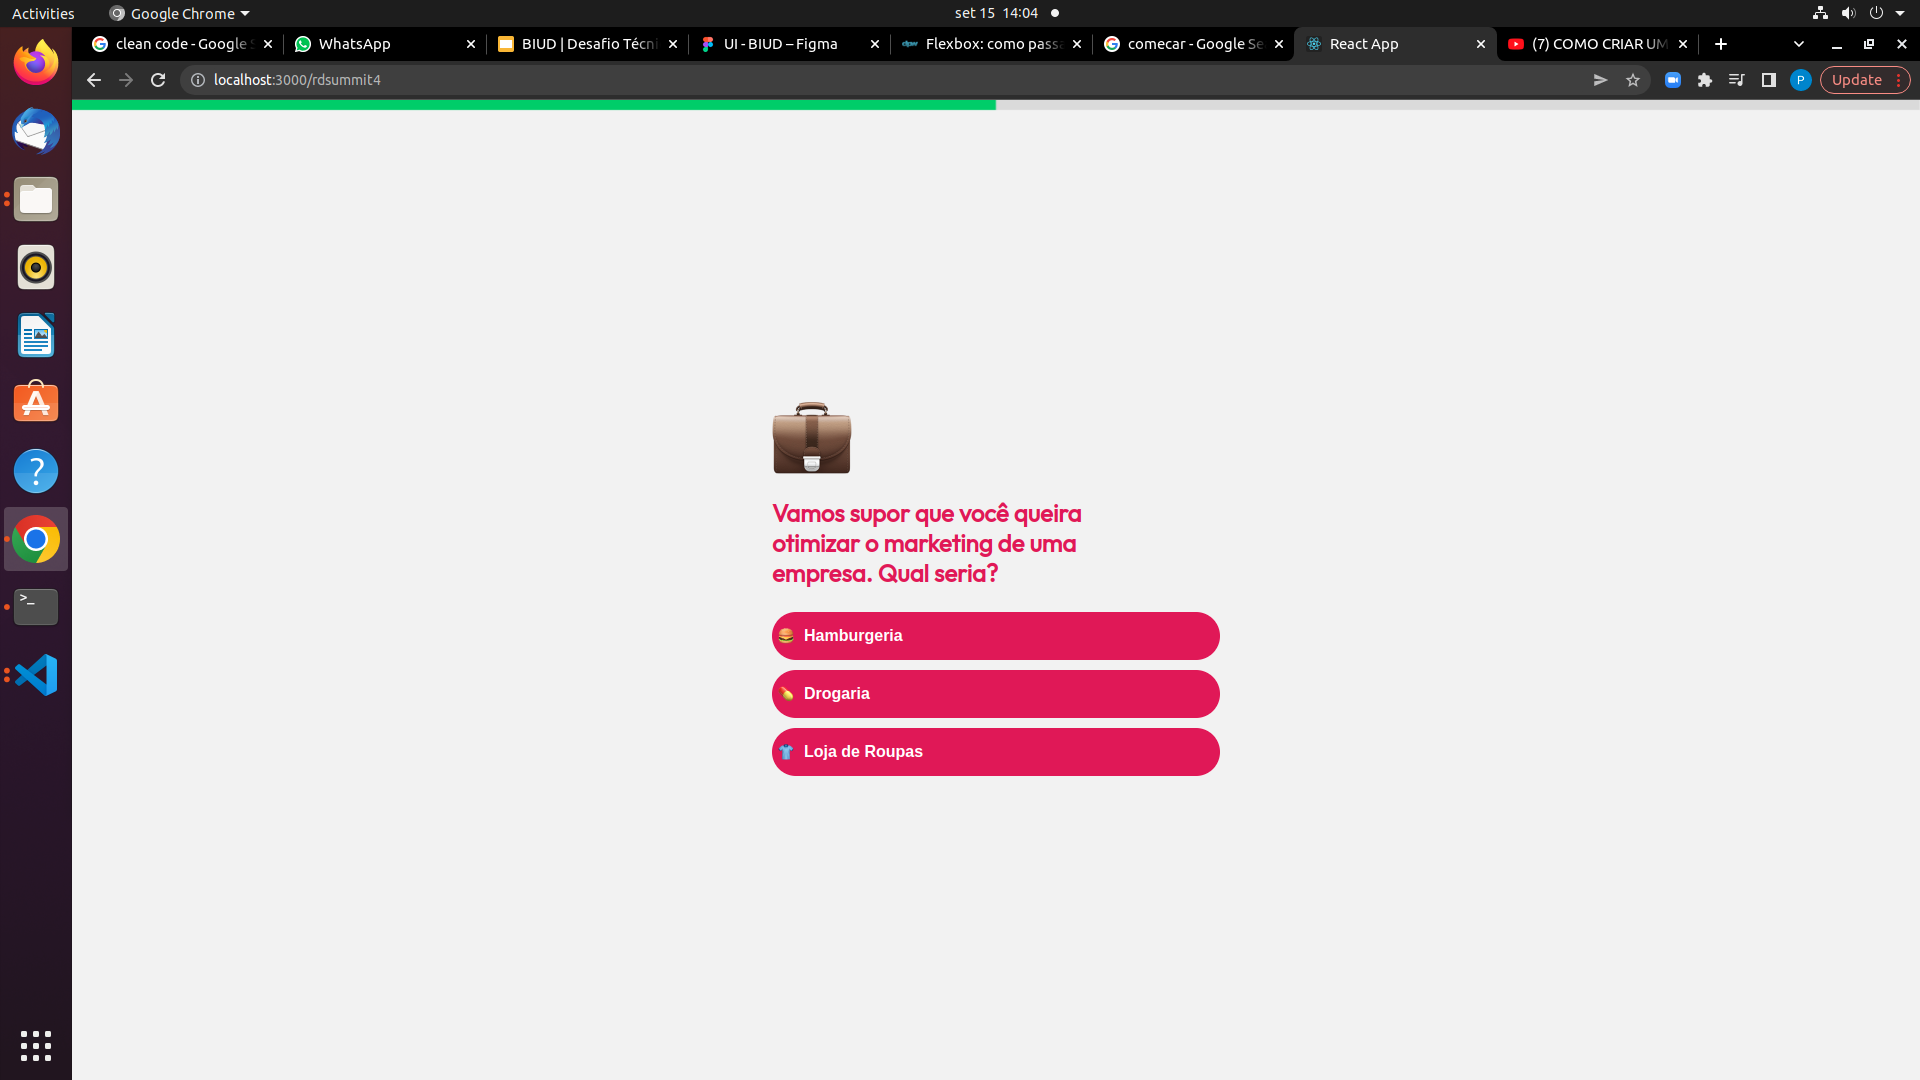 Activities
Google Chrome
set 15 14:04
clean code - Google S
WhatsApp
BIUD | Desafio Técni
UI - BIUD – Figma
Flexbox: como passa
comecar - Google Se
React App
(7) COMO CRIAR UM
localhost:3000/rdsummit4
P
Update
Vamos supor que você queira
otimizar o marketing de uma
empresa. Qual seria?
Hamburgeria
Drogaria
Loja de Roupas